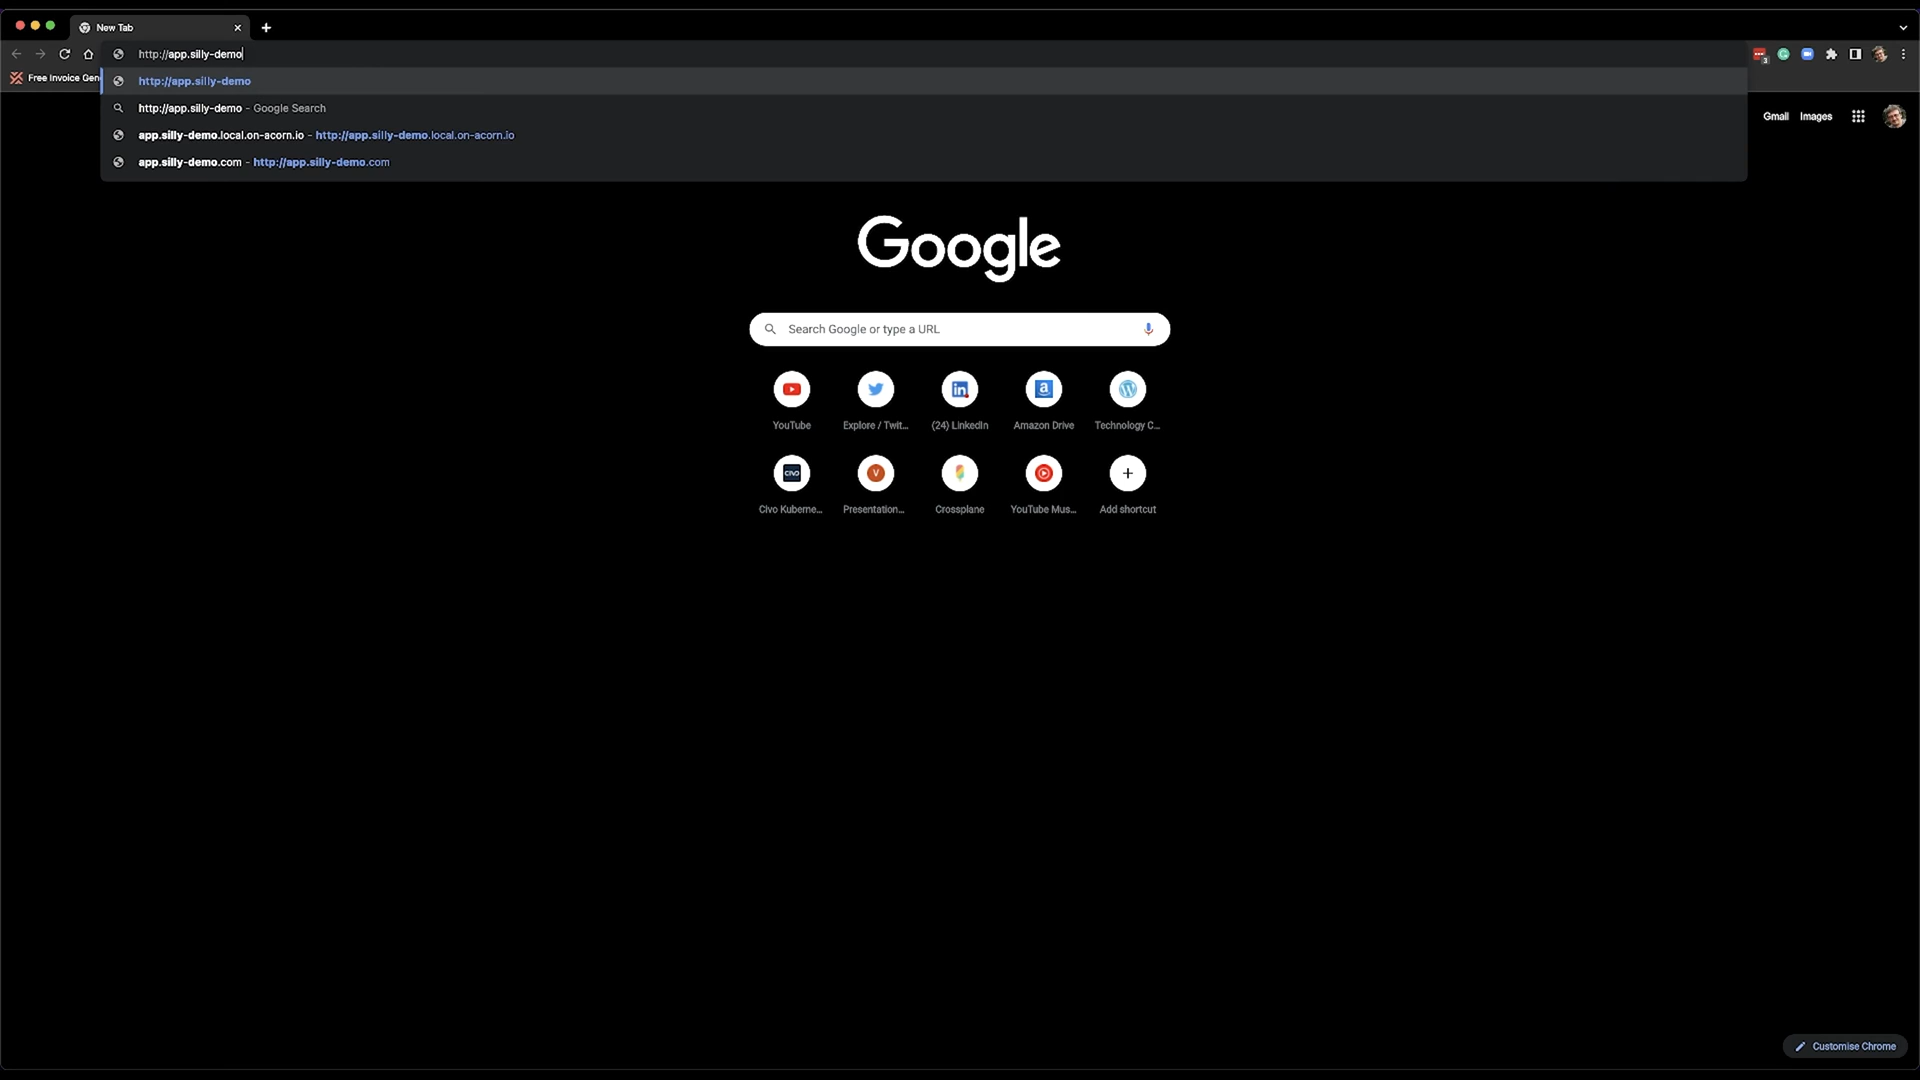 New Tab
http://app.silly-demo
3
Free Invoice Gen
http://app.silly-demo
http://app.silly-demo - Google Search
app.silly-demo.local.on-acorn.io - http://app.silly-demo.local.on-acorn.io
app.silly-demo.com - http://app.silly-demo.com
Gmail Images
Google
Search Google or type a URL
YouTube Explore / Twit... (24) LinkedIn Amazon Drive Technology C...
CIVO V
Civo Kuberne... Presentation... Crossplane YouTube Mus... Add shortcut
Customise Chrome